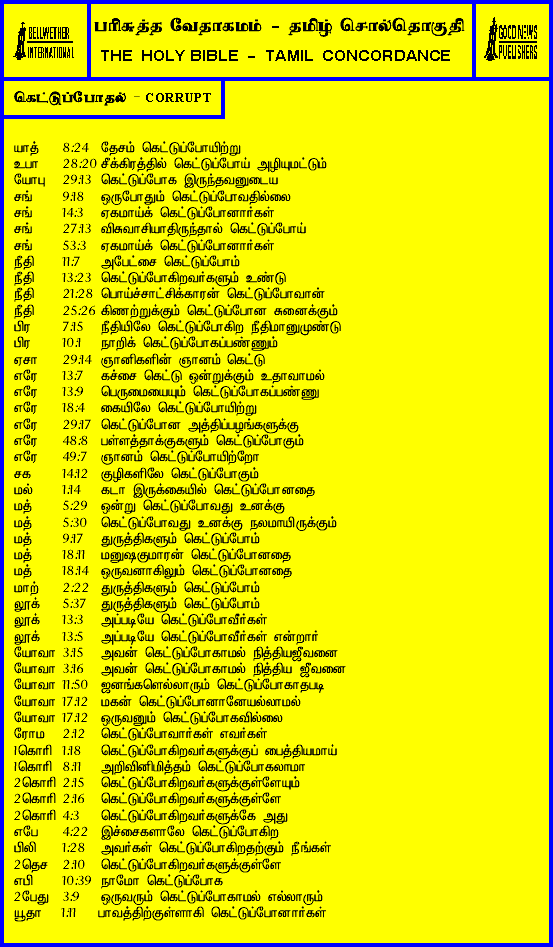 BELLWETHER INTERNATIONAL
பரிசுத்த வேதாகமம் - தமிழ் சொல்தொகுதி
THE HOLY BIBLE - TAMIL CONCORDANCE
GOOD NEWS PUBLISHERS
கெட்டுப்போதல் - CORRUPT
யாத் 8:24 தேசம் கெட்டுப்போயிற்று
உபா 28:20 சீக்கிரத்தில் கெட்டுப்போய் அழியுமட்டும்
யோபு 29:13 கெட்டுப்போக இருந்தவனுடைய
சங் 9:18 ஒருபோதும் கெட்டுப்போவதில்லை
சங் 14:3 ஏகமாய்க் கெட்டுப்போனார்கள்
சங் 27:13 விசுவாசியாதிருந்தால் கெட்டுப்போய்
சங் 53:3 ஏகமாய்க் கெட்டுப்போனார்கள்
நீதி 11:7 அபேட்சை கெட்டுப்போம்
நீதி 13:23 கெட்டுப்போகிறவர்களும் உண்டு
நீதி 21:28 பொய்ச்சாட்சிக்காரன் கெட்டுப்போவான்
நீதி 25:26 கிணற்றுக்கும் கெட்டுப்போன சுனைக்கும்
பிர 7:15 நீதியிலே கெட்டுப்போகிற நீதிமானுமுண்டு
பிர 10:1 நாறிக் கெட்டுப்போகப்பண்ணும்
ஏசா 29:14 ஞானிகளின் ஞானம் கெட்டு
எரே 13:7 கச்சை கெட்டு ஒன்றுக்கும் உதாவாமல்
எரே 13:9 பெருமையையும் கெட்டுப்போகப்பண்ணு
எரே 18:4 கையிலே கெட்டுப்போயிற்று
எரே 29:17 கெட்டுப்போன அத்திப்பழங்களுக்கு
எரே 48:8 பள்ளத்தாக்குகளும் கெட்டுப்போகும்
எரே 49:7 ஞானம் கெட்டுப்போயிற்றோ
சக 14:12 குழிகளிலே கெட்டுப்போகும்
மல் 1:14 கடா இருக்கையில் கெட்டுப்போனதை
மத் 5:29 ஒன்று கெட்டுப்போவது உனக்கு
மத் 5:30 கெட்டுப்போவது உனக்கு நலமாயிருக்கும்
மத் 9:17 துருத்திகளும் கெட்டுப்போம்
மத் 18:11 மனுஷகுமாரன் கெட்டுப்போனதை
மத் 18:14 ஒருவனாகிலும் கெட்டுப்போனதை
மாற் 2:22 துருத்திகளும் கெட்டுப்போம்
லூக் 5:37 துருத்திகளும் கெட்டுப்போம்
லூக் 13:3 அப்படியே கெட்டுப்போவீர்கள்
லூக் 13:5 அப்படியே கெட்டுப்போவீர்கள் என்றார்
யோவா 3:15 அவன் கெட்டுப்போகாமல் நித்தியஜீவனை
யோவா 3:16 அவன் கெட்டுப்போகாமல் நித்திய ஜீவனை
யோவா 11:50 ஜனங்களெல்லாரும் கெட்டுப்போகாதபடி
யோவா 17:12 மகன் கெட்டுப்போனானேயல்லாமல்
யோவா 17:12 ஒருவனும் கெட்டுப்போகவில்லை
ரோம 2:12 கெட்டுப்போவார்கள் எவர்கள்
1கொரி 1:18 கெட்டுப்போகிறவர்களுக்குப் பைத்தியமாய்
1கொரி 8:11 அறிவினிமித்தம் கெட்டுப்போகலாமா
2கொரி 2:15 கெட்டுப்போகிறவர்களுக்குள்ளேயும்
2கொரி 2:16 கெட்டுப்போகிறவர்களுக்குள்ளே
2கொரி 4:3 கெட்டுப்போகிறவர்களுக்கே அது
எபே 4:22 இச்சைகளாலே கெட்டுப்போகிற
பிலி 1:28 அவர்கள் கெட்டுப்போகிறதற்கும் நீங்கள்
2தெச 2:10 கெட்டுப்போகிறவர்களுக்குள்ளே
எபி 10:39 நாமோ கெட்டுப்போக
2பேது 3:9 ஒருவரும் கெட்டுப்போகாமல் எல்லாரும்
யூதா 1:11 பாவத்திற்குள்ளாகி கெட்டுப்போனார்கள்